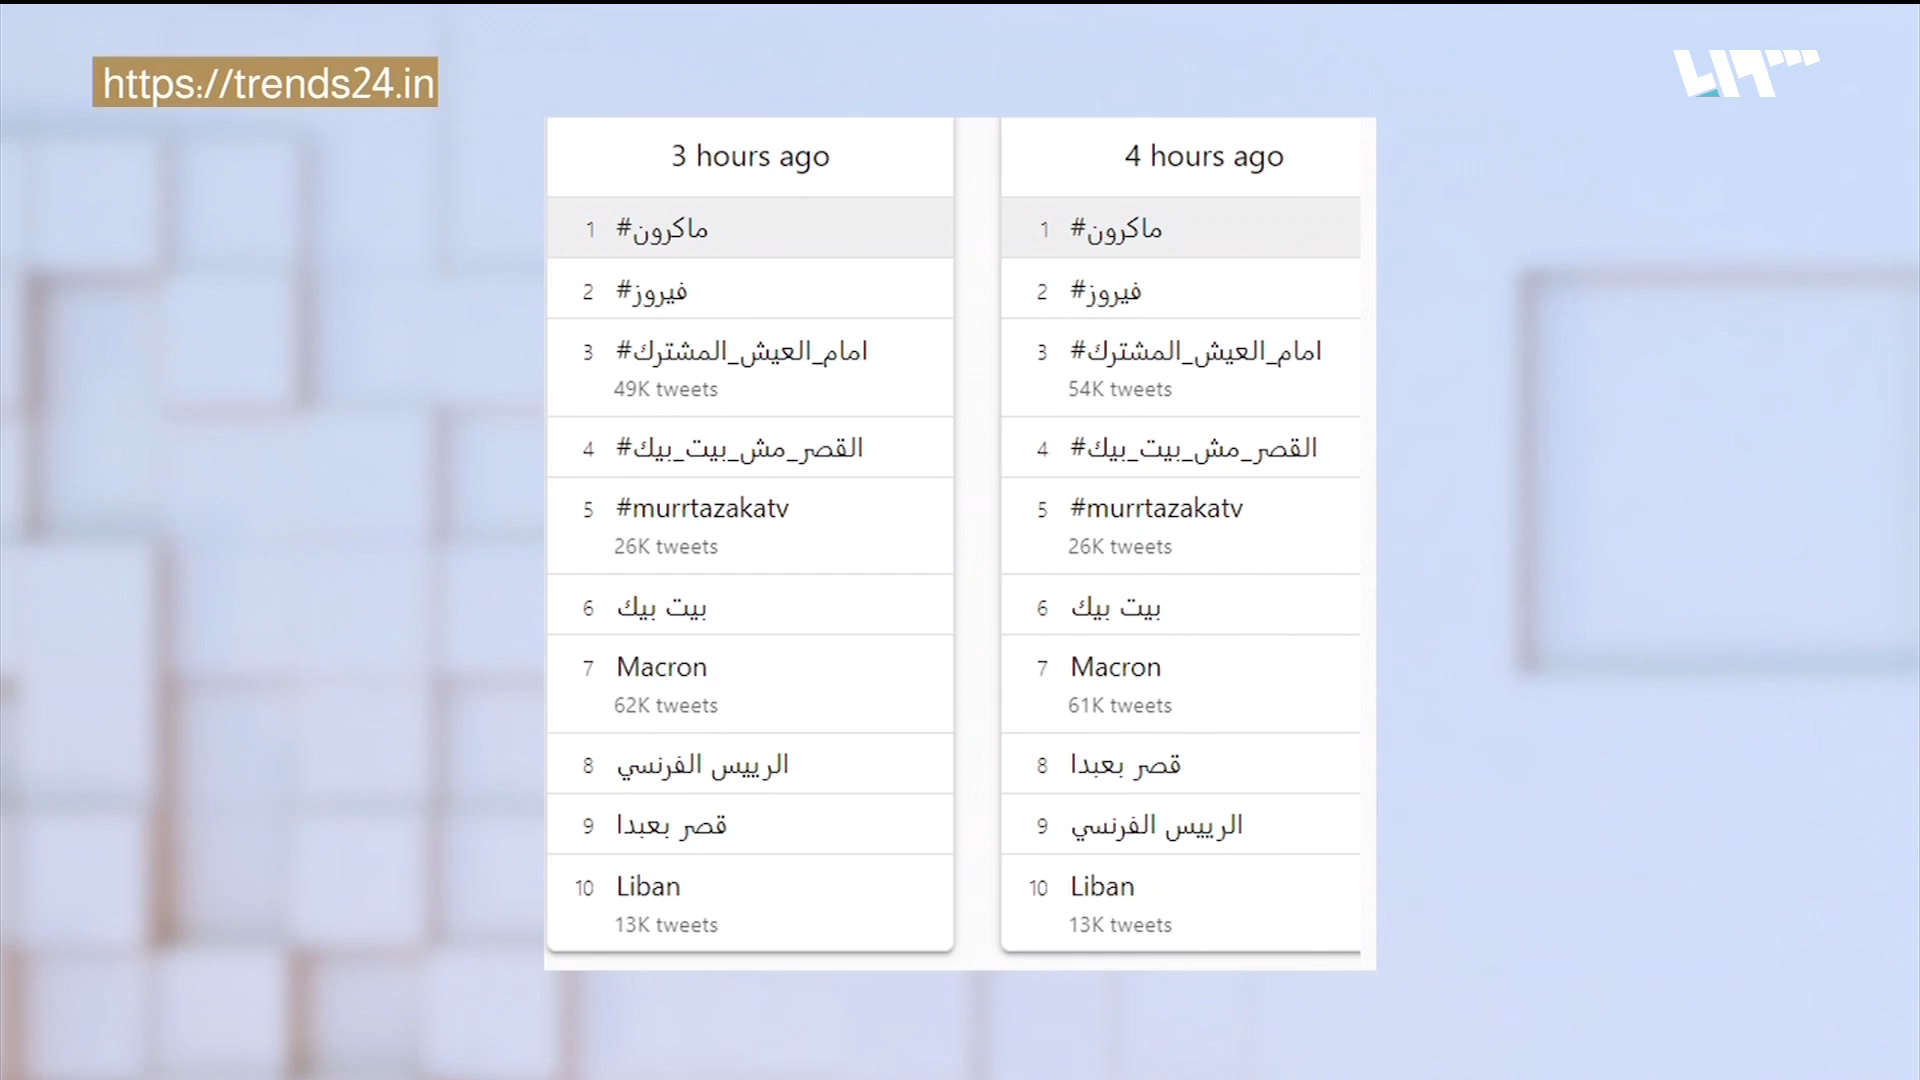 https://trends24.in
3 hours ago
1 #ماكرون
2 #فيروز
3 #امام_العيش_المشترك
49K tweets
4 #القصر_مش_بيت_بيك
5 #murrtazakatv
26K tweets
6 بيت بيك
7 Macron
62K tweets
8 الرييس الفرنسي
9 قصر بعبدا
10 Liban
13K tweets
4 hours ago
1 #ماكرون
2 #فيروز
3 #امام_العيش_المشترك
54K tweets
4 #القصر_مش_بيت_بيك
5 #murrtazakatv
26K tweets
6 بيت بيك
7 Macron
61K tweets
8 قصر بعبدا
9 الرييس الفرنسي
10 Liban
13K tweets